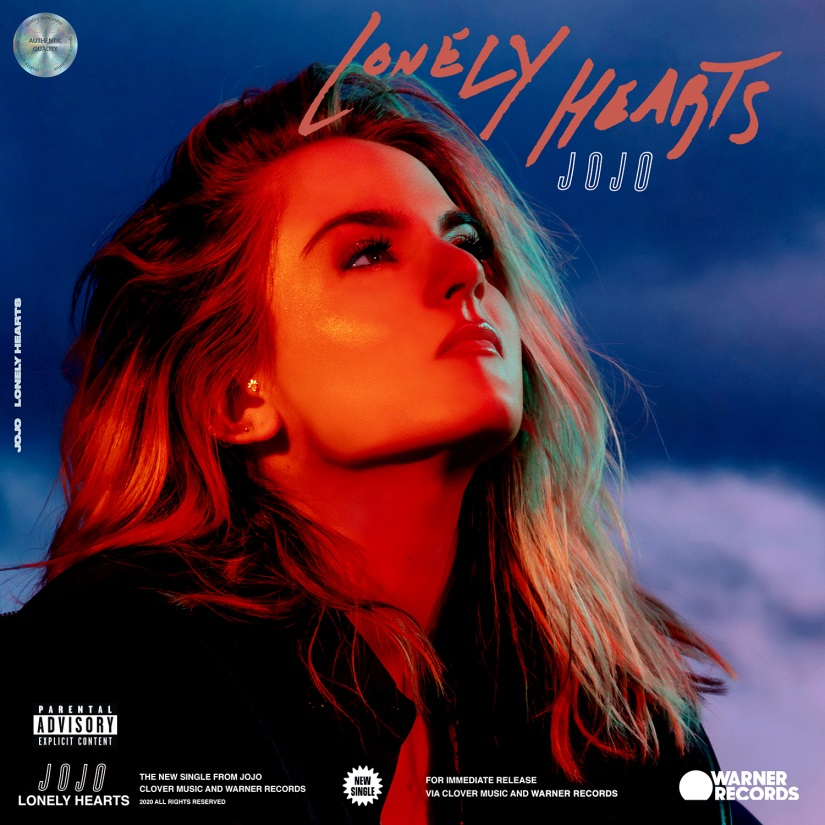 AUTHENTIC
QUALITY
LONELY HEARTS
JOJO
JOJO LONELY HEARTS
PARENTAL
ADVISORY
EXPLICIT CONTENT
JOJO
LONELY HEARTS
THE NEW SINGLE FROM JOJO
CLOVER MUSIC AND WARNER RECORDS
2020 ALL RIGHTS RESERVED
NEW
SINGLE
FOR IMMEDIATE RELEASE
VIA CLOVER MUSIC AND WARNER RECORDS
WARNER
RECORDS